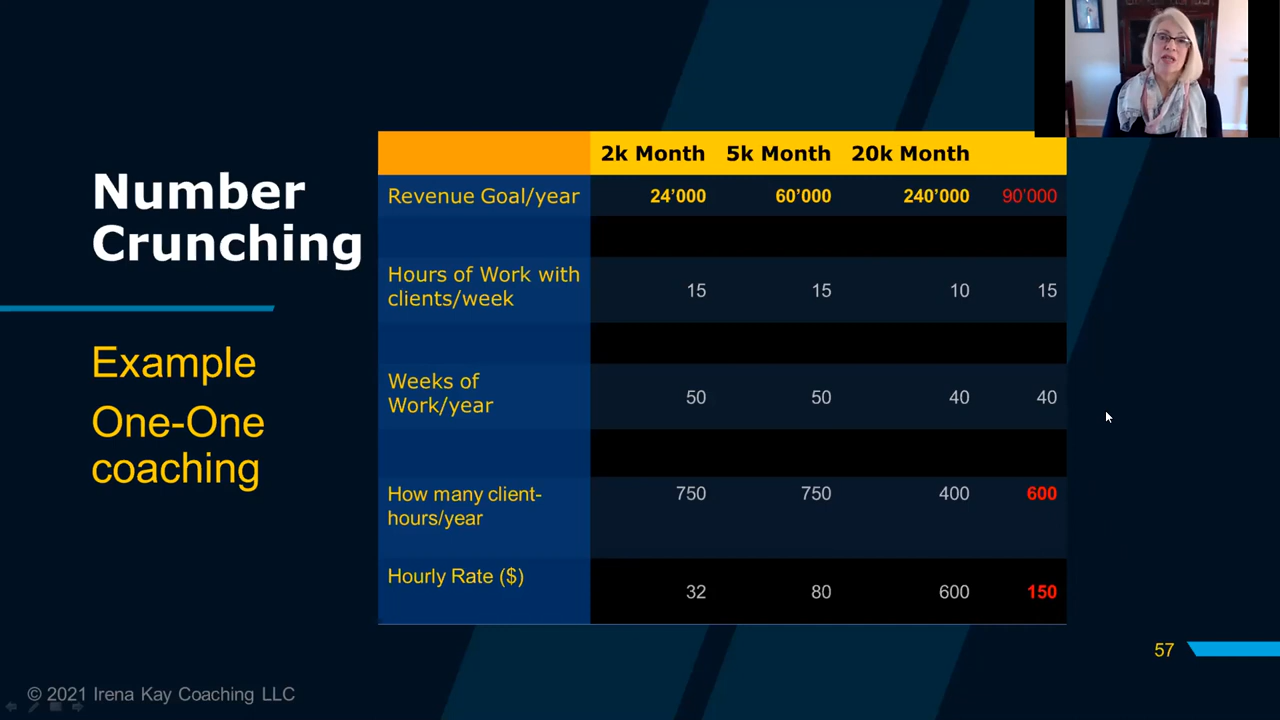 Number
Crunching
Example
One-One
coaching
2k Month 5k Month 20k Month
Revenue Goal/year 24’000 60’000 240’000 90’000
Hours of Work with
clients/week 15 15 10 15
Weeks of
Work/year 50 50 40 40
How many client-
hours/year 750 750 400 600
Hourly Rate ($) 32 80 600 150
57
© 2021 Irena Kay Coaching LLC